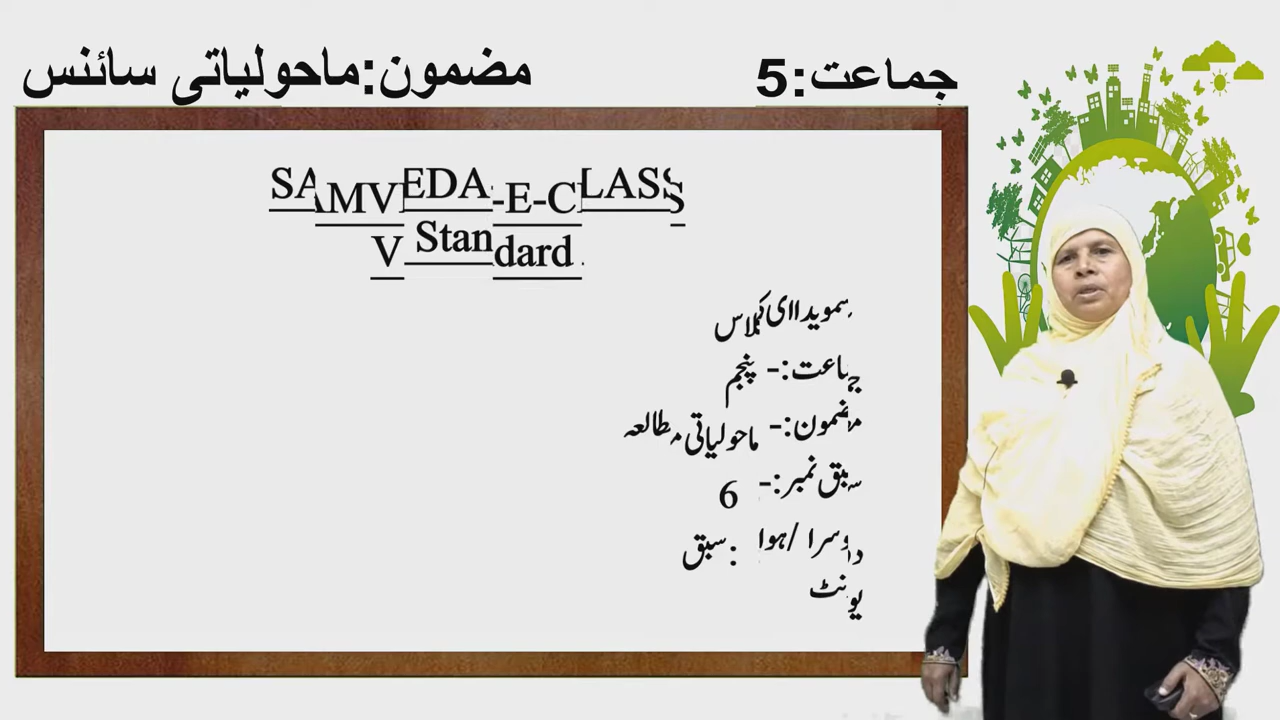 جماعت:5
مضمون:ماحولیاتی سائنس
SAMVEDA-E-CLASS
V Standard
سمویدا ای کلاس
جماعت:- پنجم
مضمون:- ماحولیاتی مطالعہ
سبق نمبر:- 6
دوسرا /ہوا :سبق
یونٹ